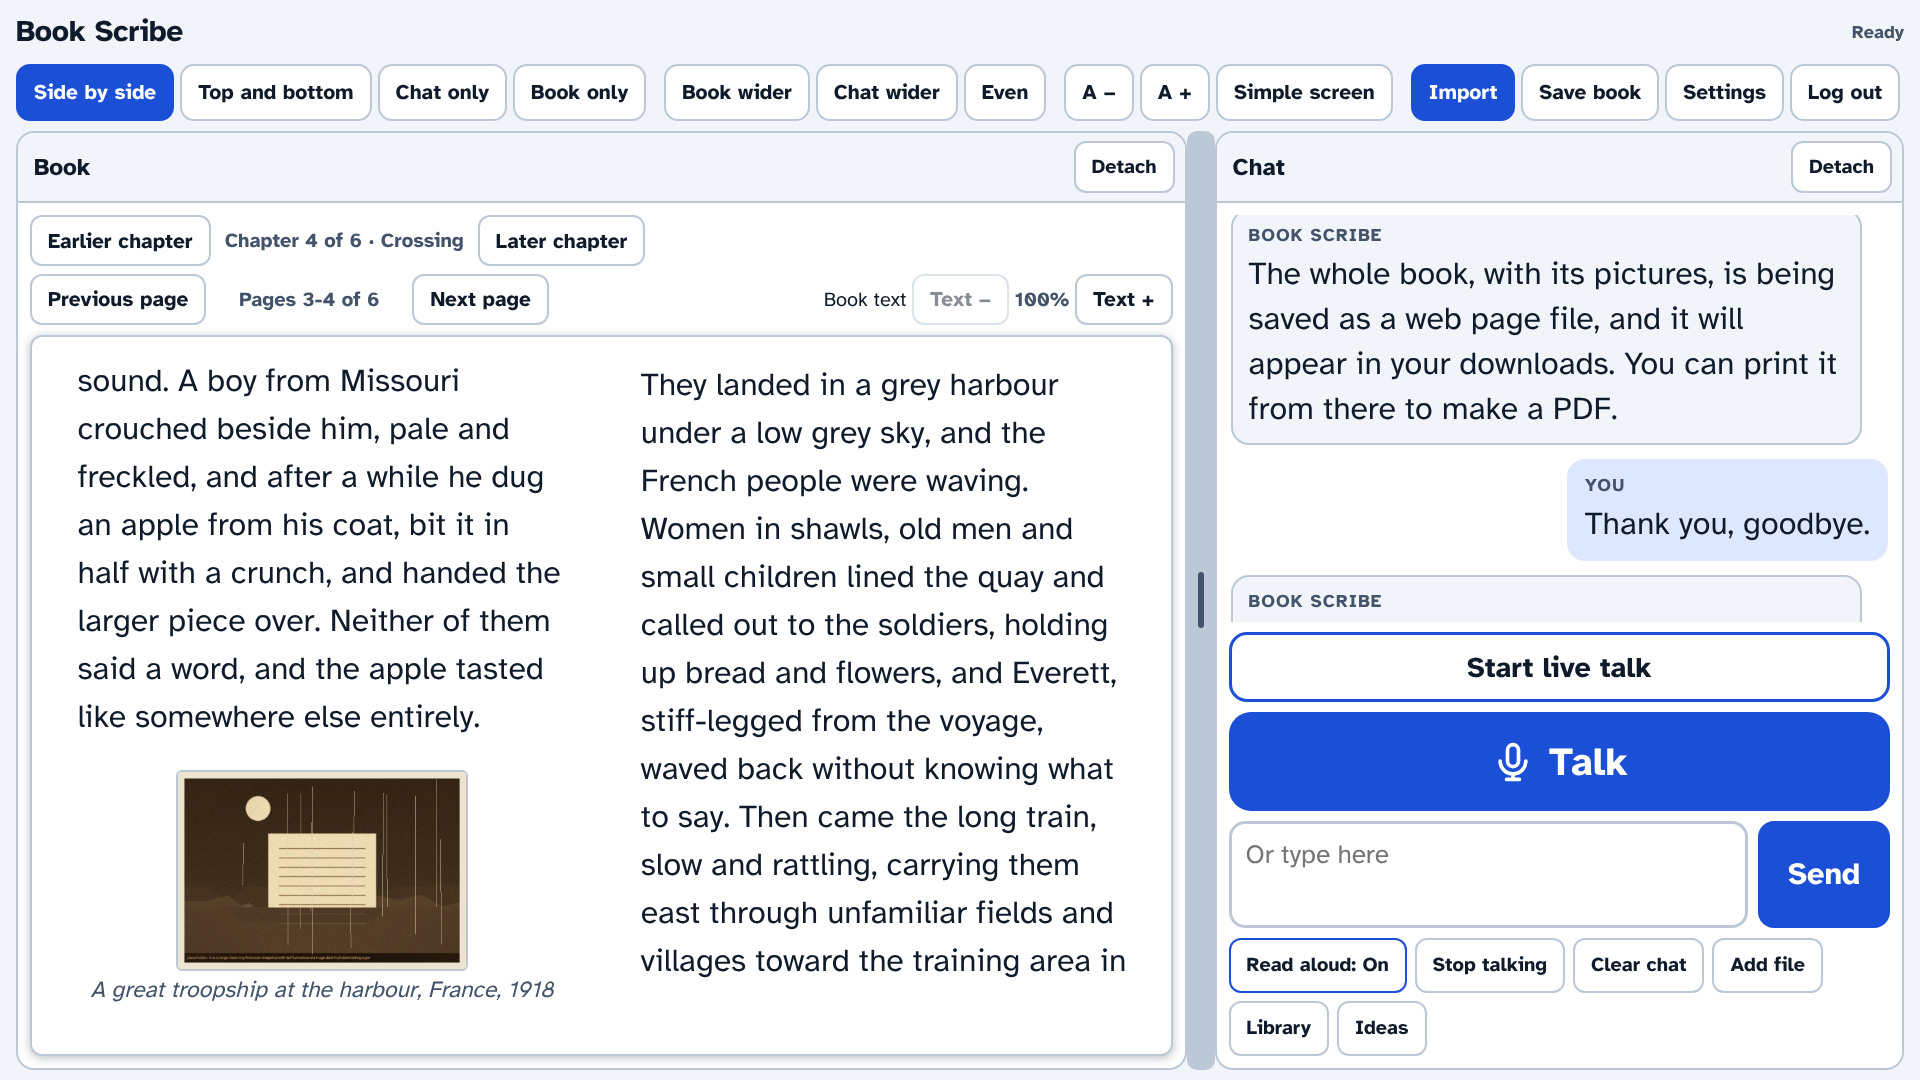 Book Scribe
Ready
Side by side
Top and bottom
Chat only
Book only
Book wider
Chat wider
Even
A –
A +
Simple screen
Import
Save book
Settings
Log out
Book
Detach
Earlier chapter
Chapter 4 of 6 · Crossing
Later chapter
Previous page
Pages 3-4 of 6
Next page
Book text
Text –
100%
Text +
sound. A boy from Missouri
crouched beside him, pale and
freckled, and after a while he dug
an apple from his coat, bit it in
half with a crunch, and handed the
larger piece over. Neither of them
said a word, and the apple tasted
like somewhere else entirely.
A great troopship at the harbour, France, 1918
They landed in a grey harbour
under a low grey sky, and the
French people were waving.
Women in shawls, old men and
small children lined the quay and
called out to the soldiers, holding
up bread and flowers, and Everett,
stiff-legged from the voyage,
waved back without knowing what
to say. Then came the long train,
slow and rattling, carrying them
east through unfamiliar fields and
villages toward the training area in
Chat
Detach
BOOK SCRIBE
The whole book, with its pictures, is being
saved as a web page file, and it will
appear in your downloads. You can print it
from there to make a PDF.
YOU
Thank you, goodbye.
BOOK SCRIBE
Start live talk
Talk
Or type here
Send
Read aloud: On
Stop talking
Clear chat
Add file
Library
Ideas